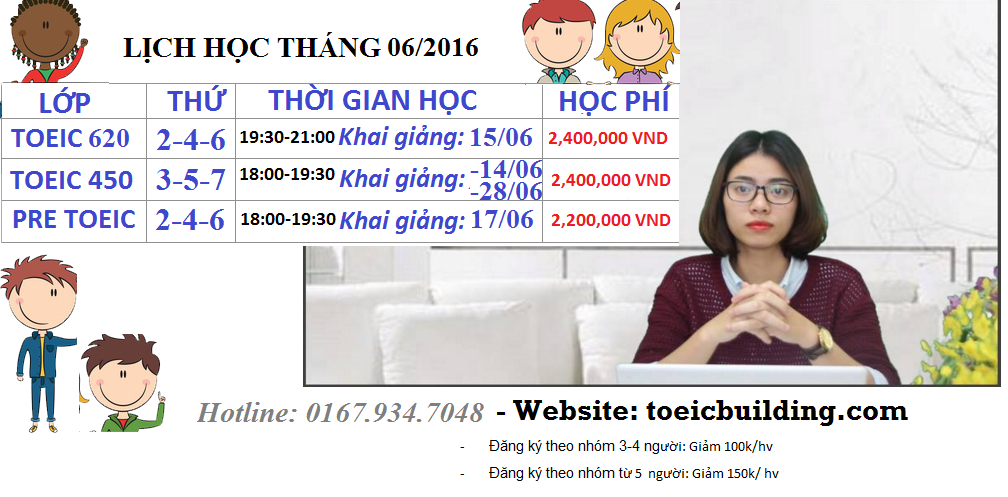 LỊCH HỌC THÁNG 06/2016
LỚP THỨ THỜI GIAN HỌC HỌC PHÍ
TOEIC 620 2-4-6 19:30-21:00 Khai giảng: 15/06 2,400,000 VND
TOEIC 450 3-5-7 18:00-19:30 Khai giảng: -14/06 2,400,000 VND
-28/06
PRE TOEIC 2-4-6 18:00-19:30 Khai giảng: 17/06 2,200,000 VND
Hotline: 0167.934.7048 - Website: toeicbuilding.com
- Đăng ký theo nhóm 3-4 người: Giảm 100k/hv
- Đăng ký theo nhóm từ 5 người: Giảm 150k/ hv